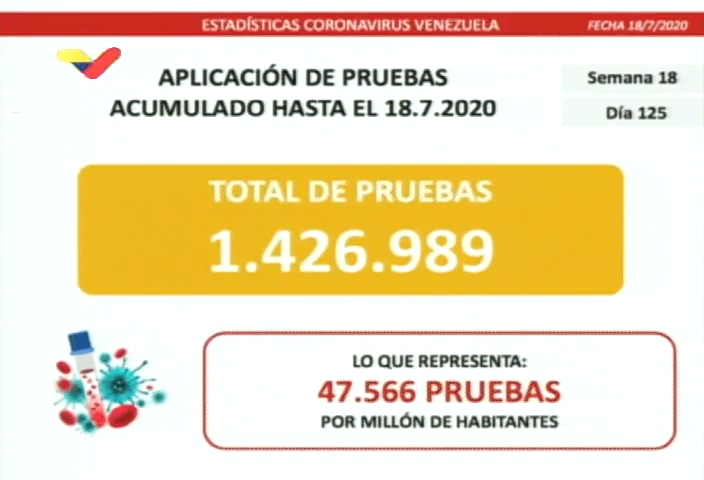 ESTADÍSTICAS CORONAVIRUS VENEZUELA
FECHA 18/7/2020
APLICACIÓN DE PRUEBAS
ACUMULADO HASTA EL 18.7.2020
Semana 18
Día 125
TOTAL DE PRUEBAS
1.426.989
LO QUE REPRESENTA:
47.566 PRUEBAS
POR MILLÓN DE HABITANTES